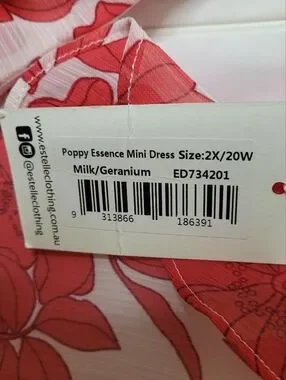 Poppy Essence Mini Dress Size:2X/20W
Milk/Geranium ED734201
9 313866 186391
www.estelleclothing.com.au
@estelleclothing